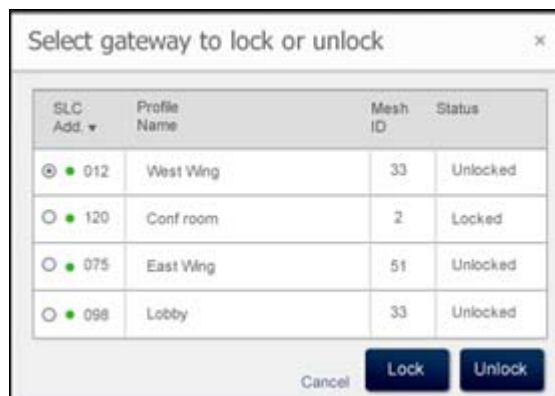 Select gateway to lock or unlock ×
SLC Add. ▼ Profile Name Mesh ID Status
012 West Wing 33 Unlocked
120 Conf room 2 Locked
075 East Wing 51 Unlocked
098 Lobby 33 Unlocked
Cancel Lock Unlock